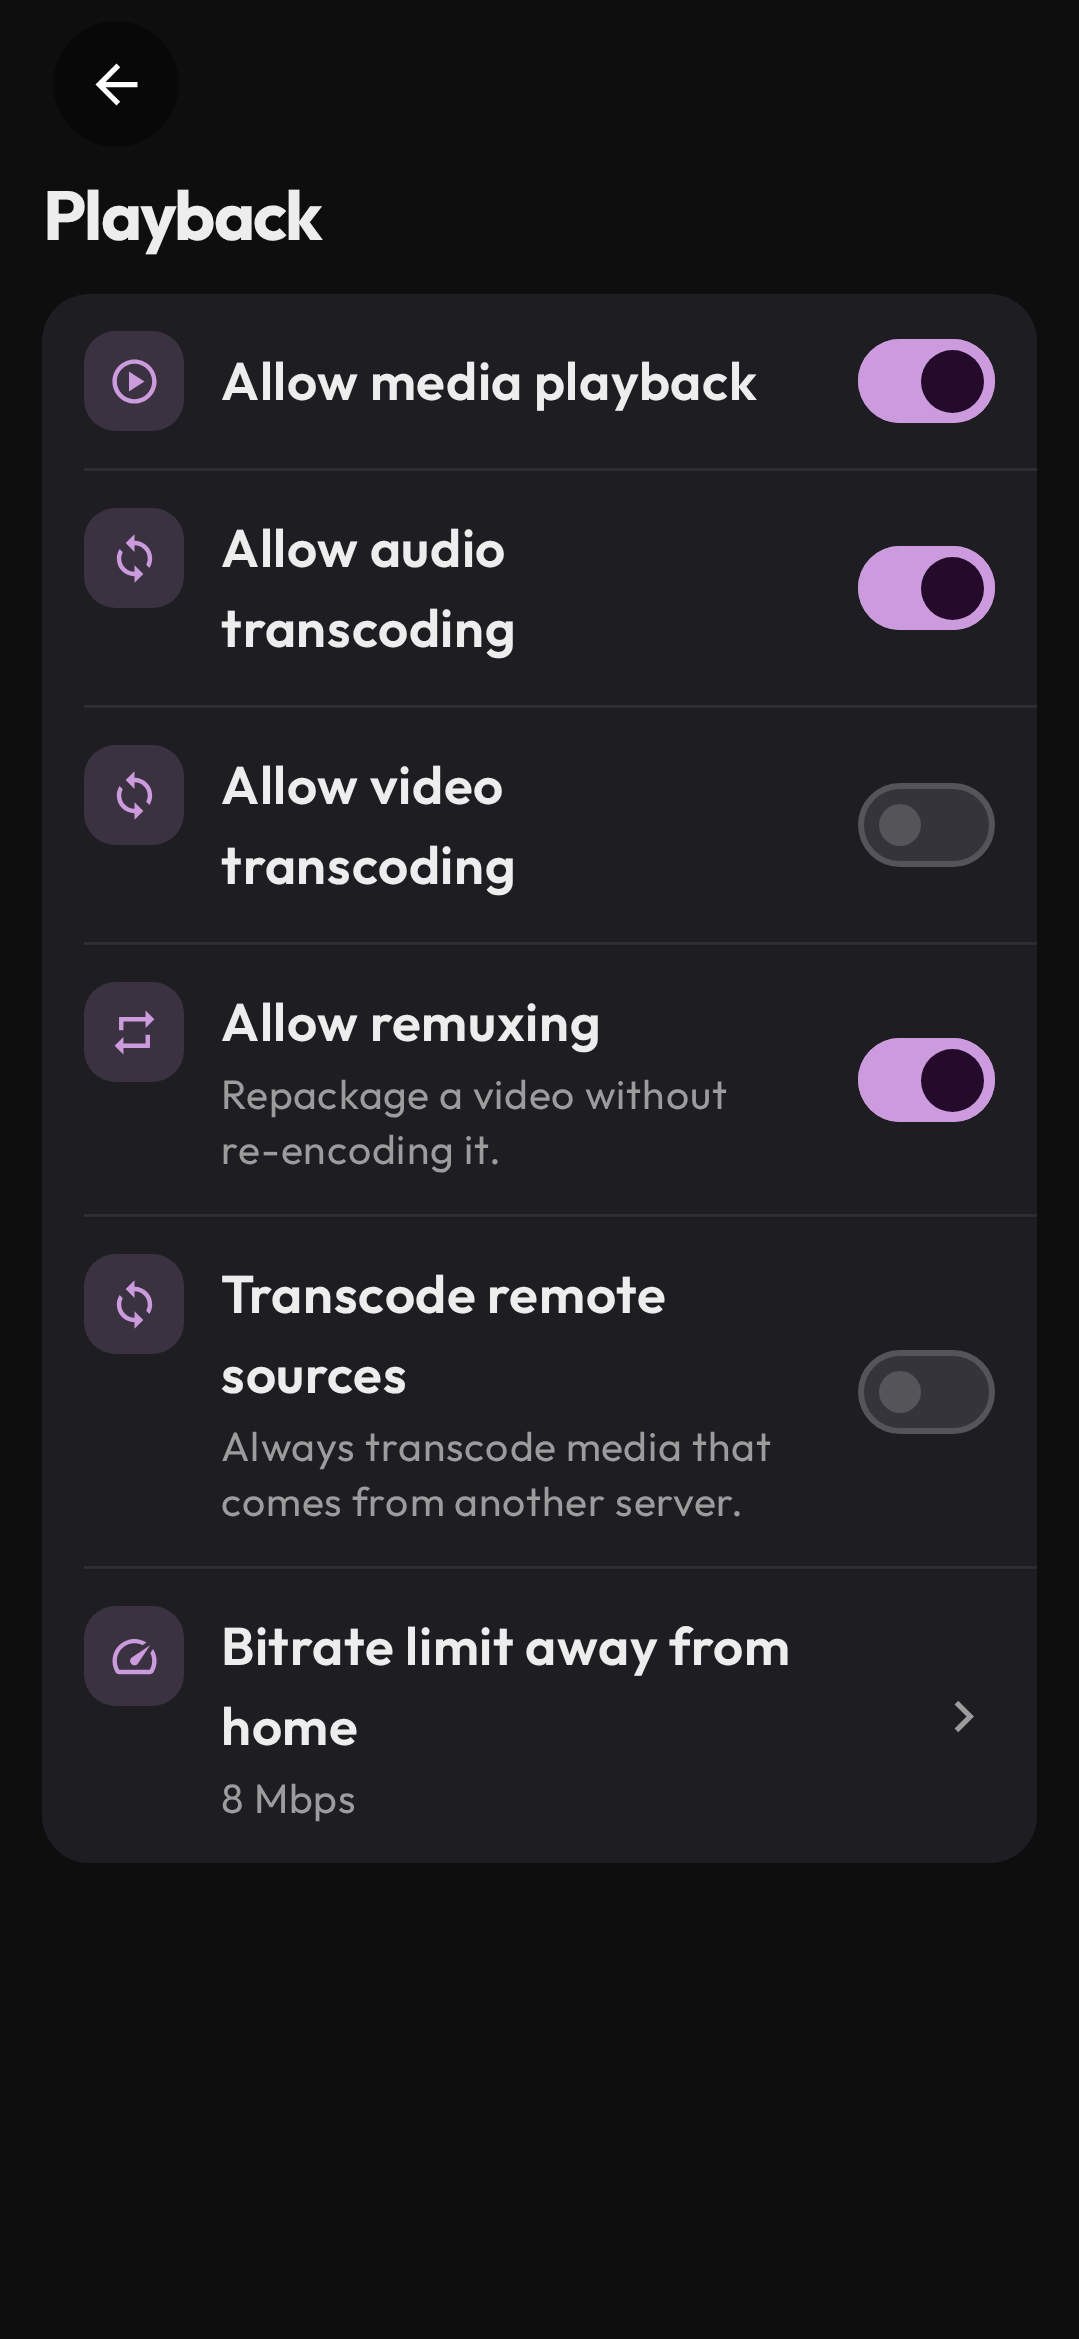 Playback
Allow media playback
Allow audio
transcoding
Allow video
transcoding
Allow remuxing
Repackage a video without
re-encoding it.
Transcode remote
sources
Always transcode media that
comes from another server.
Bitrate limit away from
home
8 Mbps